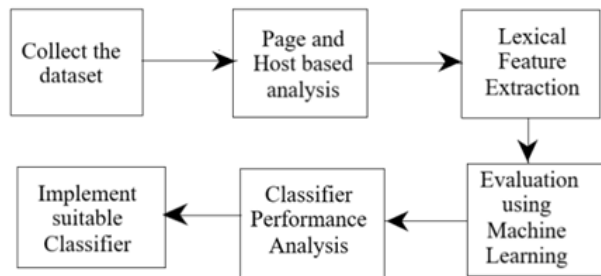 Collect the
dataset
Page and
Host based
analysis
Lexical
Feature
Extraction
Evaluation
using
Machine
Learning
Classifier
Performance
Analysis
Implement
suitable
Classifier